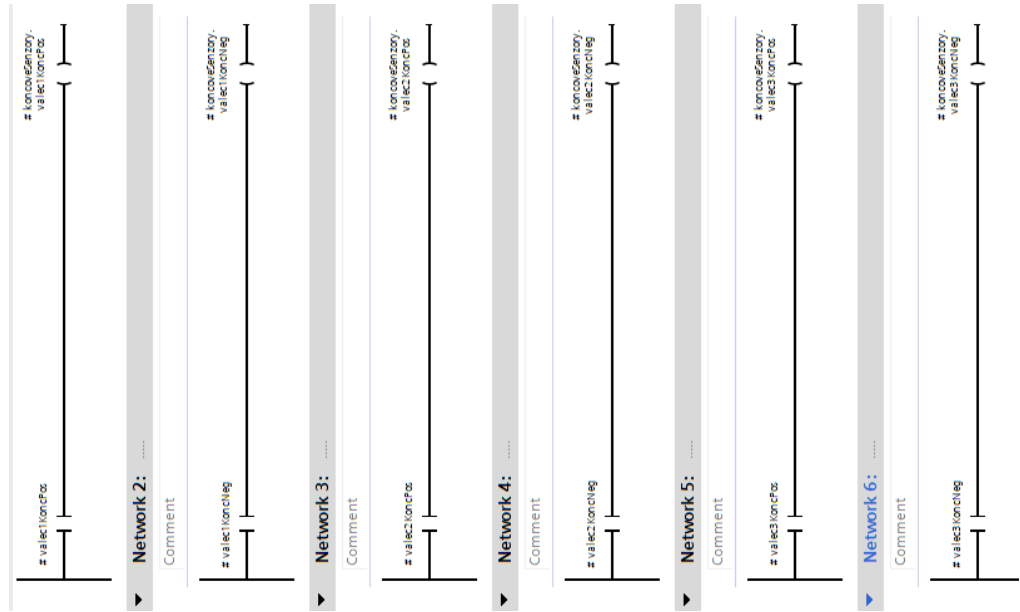 # valec1KoncPos
# koncoveSenzory.
valec1KoncPos
Network 2: .....
Comment
# valec1KoncNeg
# koncoveSenzory.
valec1KoncNeg
Network 3: .....
Comment
# valec2KoncPos
# koncoveSenzory.
valec2KoncPos
Network 4: .....
Comment
# valec2KoncNeg
# koncoveSenzory.
valec2KoncNeg
Network 5: .....
Comment
# valec3KoncPos
# koncoveSenzory.
valec3KoncPos
Network 6: .....
Comment
# valec3KoncNeg
# koncoveSenzory.
valec3KoncNeg